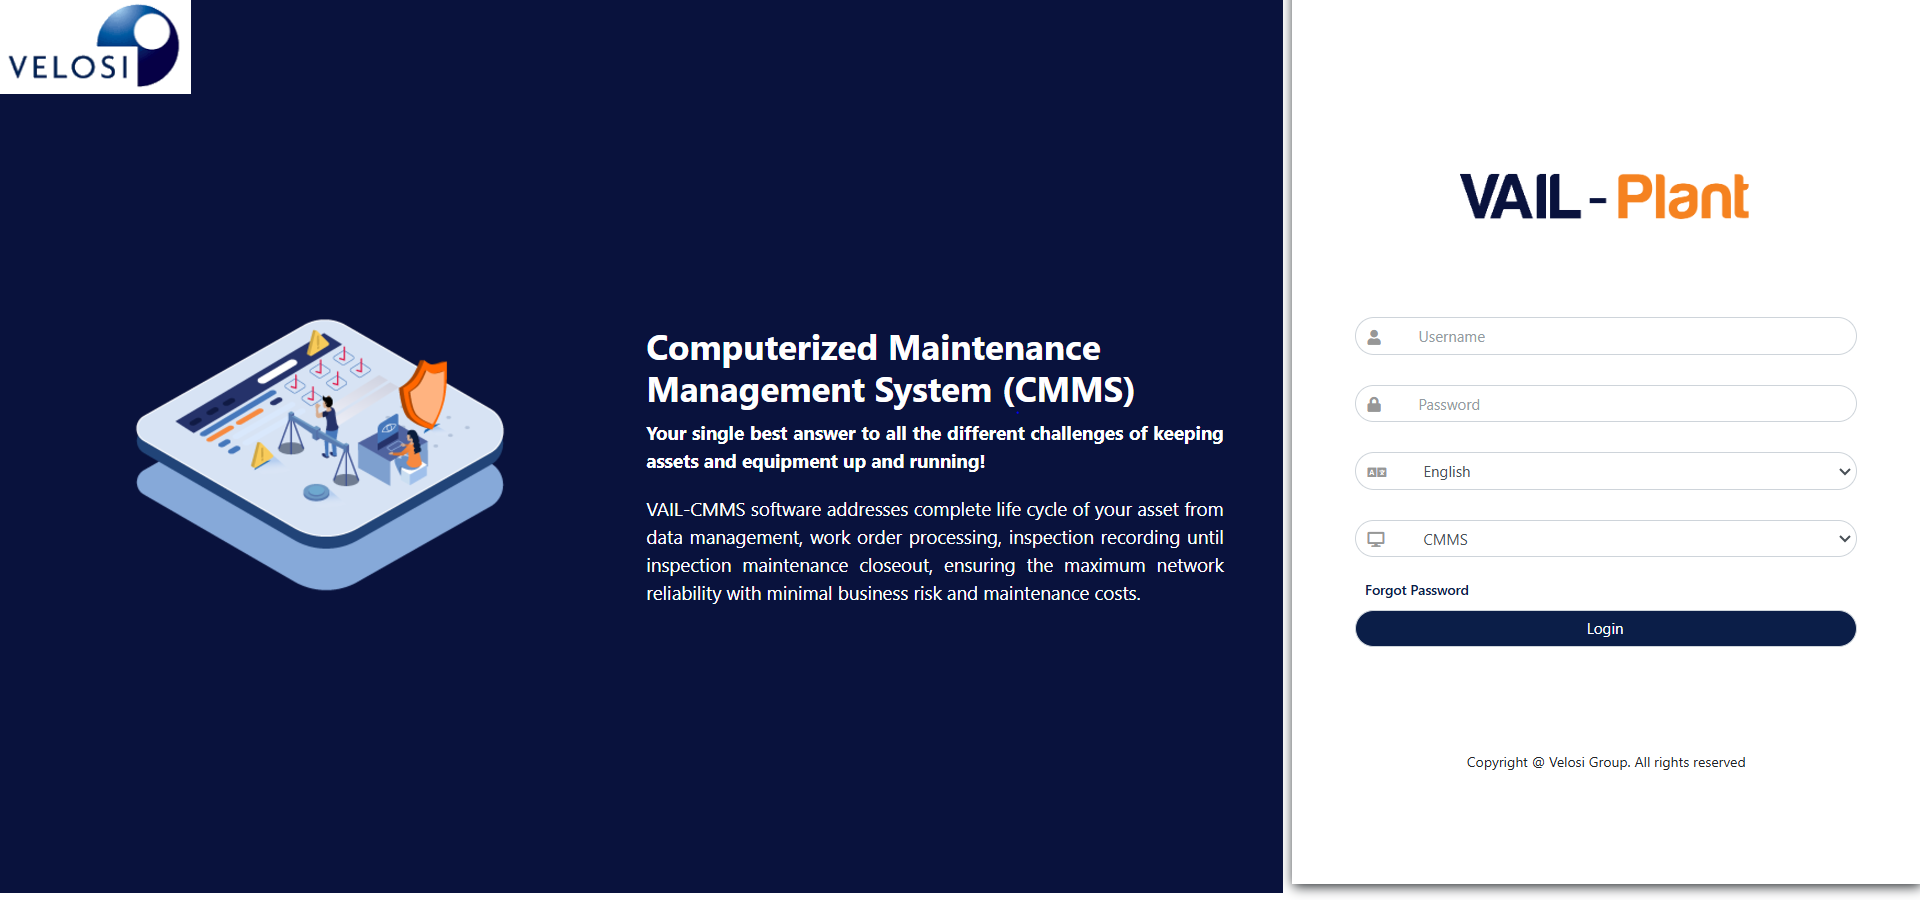 VELOSI
Computerized Maintenance
Management System (CMMS)
Your single best answer to all the different challenges of keeping
assets and equipment up and running!
VAIL-CMMS software addresses complete life cycle of your asset from
data management, work order processing, inspection recording until
inspection maintenance closeout, ensuring the maximum network
reliability with minimal business risk and maintenance costs.
VAIL - Plant
Username
Password
English
CMMS
Forgot Password
Login
Copyright @ Velosi Group. All rights reserved